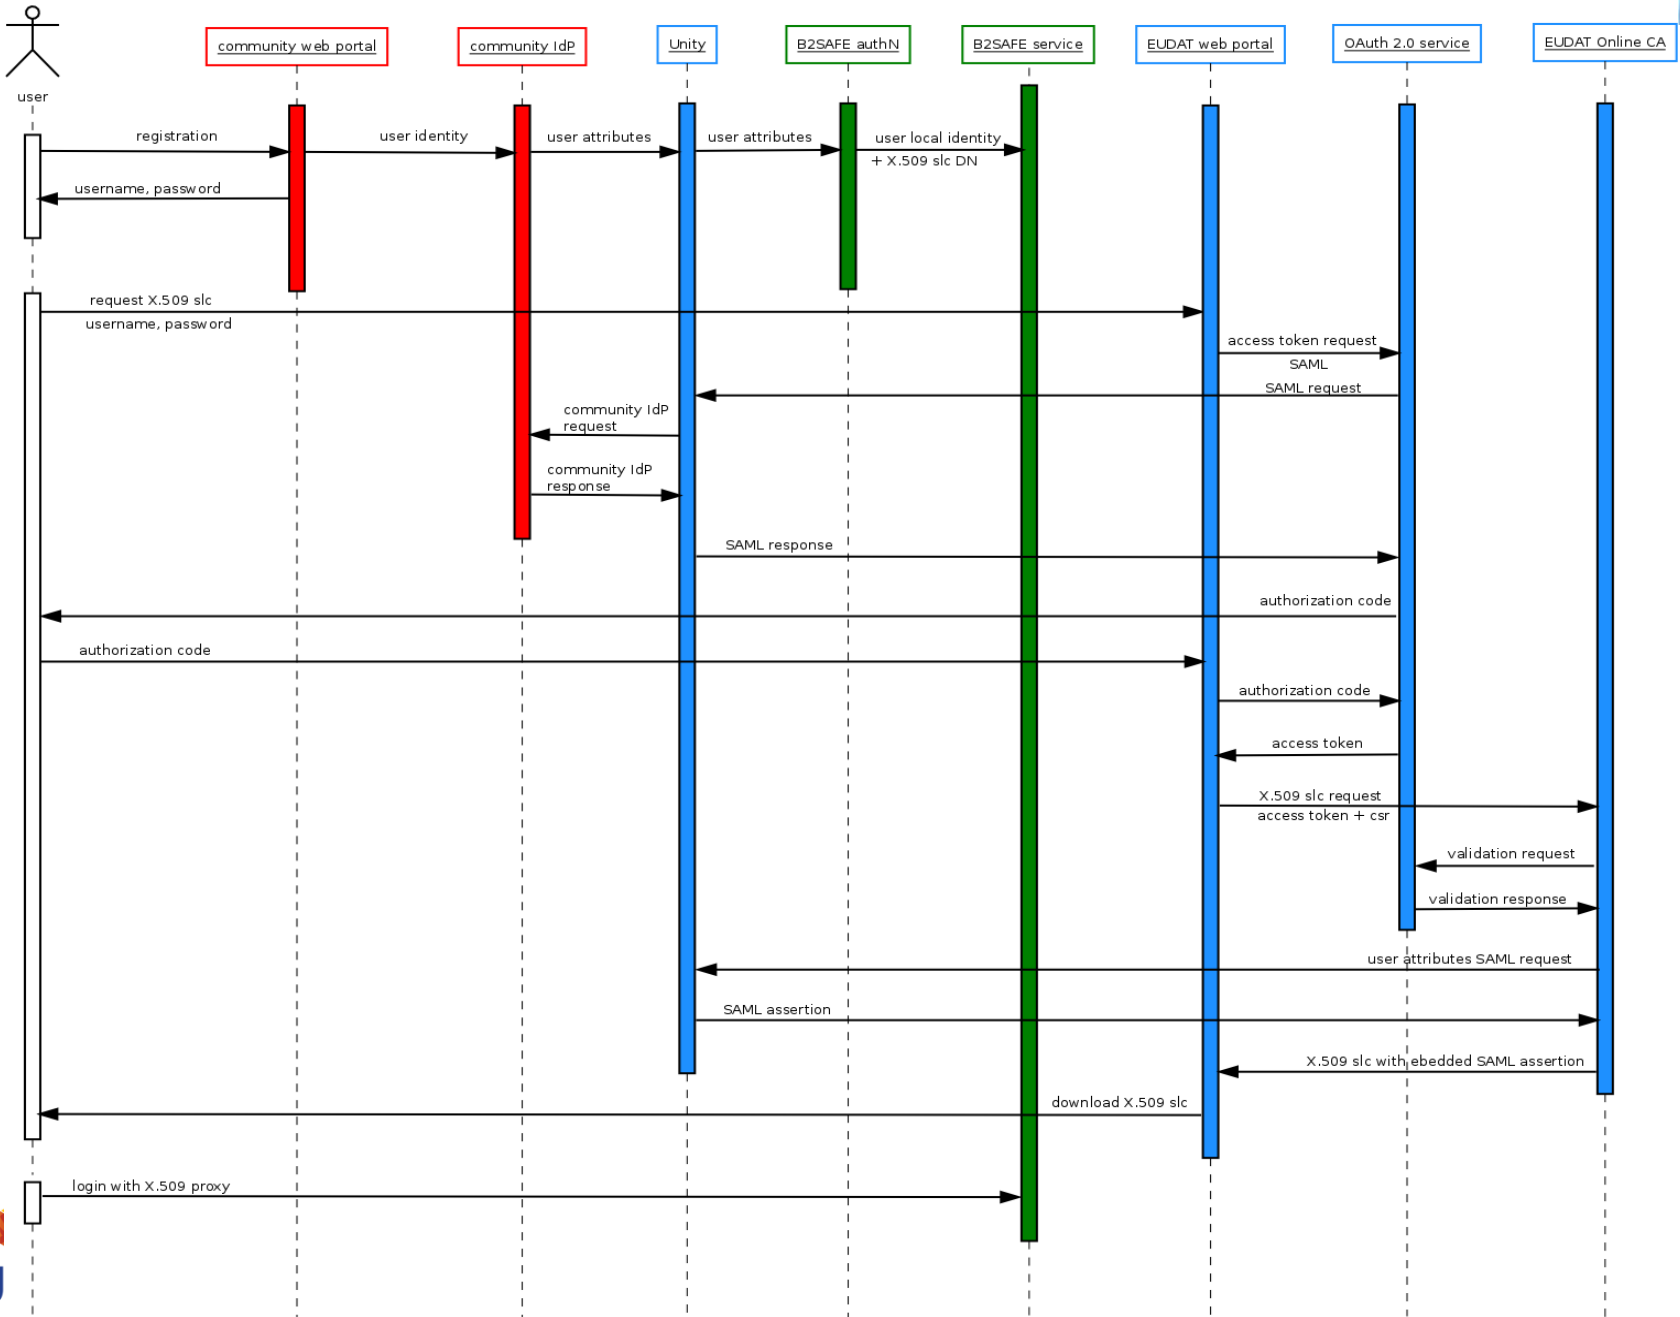 community web portal
community IdP
Unity
B2SAFE authN
B2SAFE service
EUDAT web portal
OAuth 2.0 service
EUDAT Online CA
user
registration
user identity
user attributes
user attributes
user local identity
+ X.509 slc DN
username, password
request X.509 slc
username, password
access token request
SAML
SAML request
community IdP
request
community IdP
response
SAML response
authorization code
authorization code
authorization code
access token
X.509 slc request
access token + csr
validation request
validation response
user attributes SAML request
SAML assertion
X.509 slc with ebedded SAML assertion
download X.509 slc
login with X.509 proxy